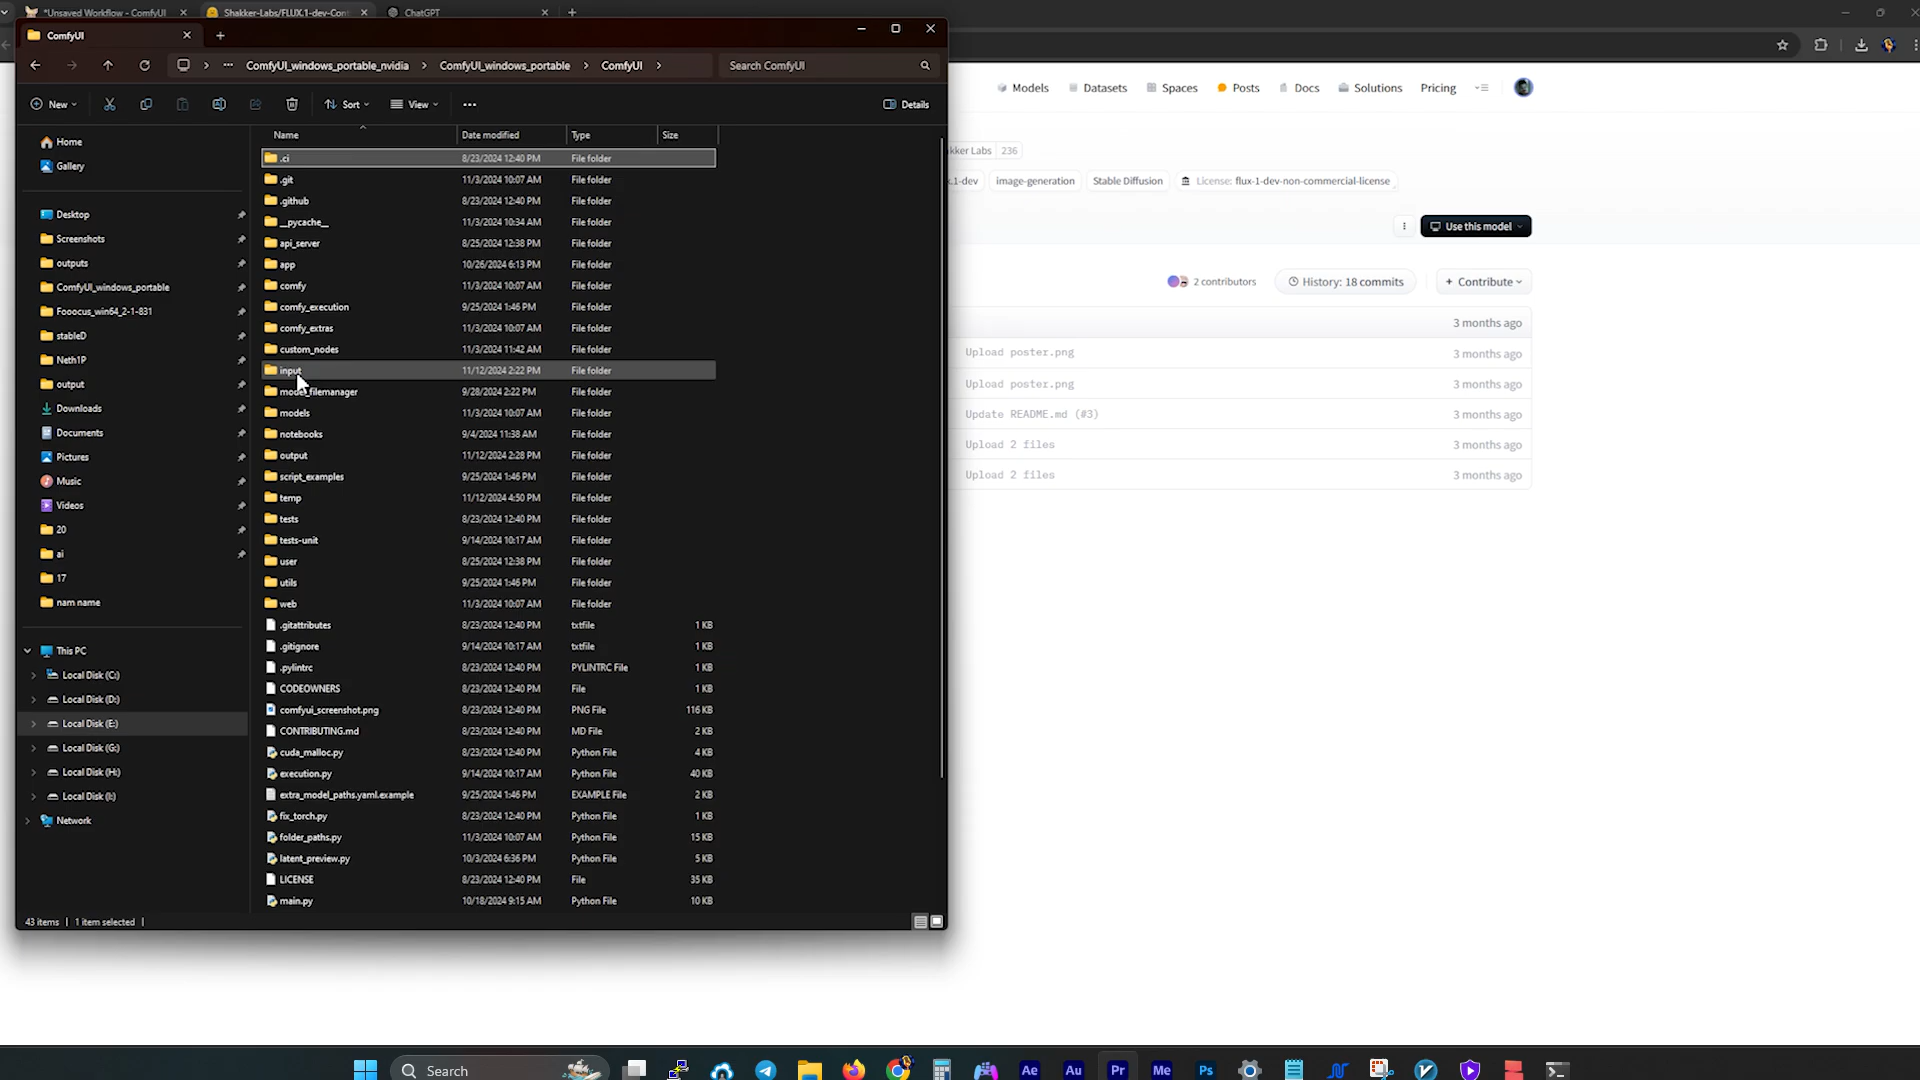 *Unsaved Workflow - ComfyUI
Shakker-Labs/FLUX.1-dev-Con
ChatGPT
ComfyUI
ComfyUI_windows_portable_nvidia
ComfyUI_windows_portable
ComfyUI
Search ComfyUI
New
Sort
View
Details
Home
Gallery
Desktop
Screenshots
outputs
ComfyUI_windows_portable
Fooocus_win64_2-1-831
stableD
Neth1P
output
Downloads
Documents
Pictures
Music
Videos
20
ai
17
nam name
This PC
Local Disk (C:)
Local Disk (D:)
Local Disk (E:)
Local Disk (G:)
Local Disk (H:)
Local Disk (I:)
Network
Name Date modified Type Size
.ci 8/23/2024 12:40 PM File folder
.git 11/3/2024 10:07 AM File folder
.github 8/23/2024 12:40 PM File folder
__pycache__ 11/3/2024 10:34 AM File folder
api_server 8/25/2024 12:38 PM File folder
app 10/26/2024 6:13 PM File folder
comfy 11/3/2024 10:07 AM File folder
comfy_execution 9/25/2024 1:46 PM File folder
comfy_extras 11/3/2024 10:07 AM File folder
custom_nodes 11/3/2024 11:42 AM File folder
input 11/12/2024 2:22 PM File folder
model_filemanager 9/28/2024 2:22 PM File folder
models 11/3/2024 10:07 AM File folder
notebooks 9/4/2024 11:38 AM File folder
output 11/12/2024 2:28 PM File folder
script_examples 9/25/2024 1:46 PM File folder
temp 11/12/2024 4:50 PM File folder
tests 8/23/2024 12:40 PM File folder
tests-unit 9/14/2024 10:17 AM File folder
user 8/25/2024 12:38 PM File folder
utils 9/25/2024 1:46 PM File folder
web 11/3/2024 10:07 AM File folder
.gitattributes 8/23/2024 12:40 PM txtfile 1 KB
.gitignore 9/14/2024 10:17 AM txtfile 1 KB
.pylintrc 8/23/2024 12:40 PM PYLINTRC File 1 KB
CODEOWNERS 8/23/2024 12:40 PM File 1 KB
comfyui_screenshot.png 8/23/2024 12:40 PM PNG File 116 KB
CONTRIBUTING.md 8/23/2024 12:40 PM MD File 2 KB
cuda_malloc.py 8/23/2024 12:40 PM Python File 4 KB
execution.py 9/14/2024 10:17 AM Python File 40 KB
extra_model_paths.yaml.example 9/25/2024 1:46 PM EXAMPLE File 2 KB
fix_torch.py 8/23/2024 12:40 PM Python File 1 KB
folder_paths.py 11/3/2024 10:07 AM Python File 15 KB
latent_preview.py 10/3/2024 6:36 PM Python File 5 KB
LICENSE 8/23/2024 12:40 PM File 35 KB
main.py 10/18/2024 9:15 AM Python File 10 KB
43 items 1 item selected
Models Datasets Spaces Posts Docs Solutions Pricing
kker Labs 236
x.1-dev image-generation Stable Diffusion License: flux-1-dev-non-commercial-license
Use this model
2 contributors History: 18 commits + Contribute
3 months ago
Upload poster.png 3 months ago
Upload poster.png 3 months ago
Update README.md (#3) 3 months ago
Upload 2 files 3 months ago
Upload 2 files 3 months ago
Search
Ae
Au
Pr
Me
Ps